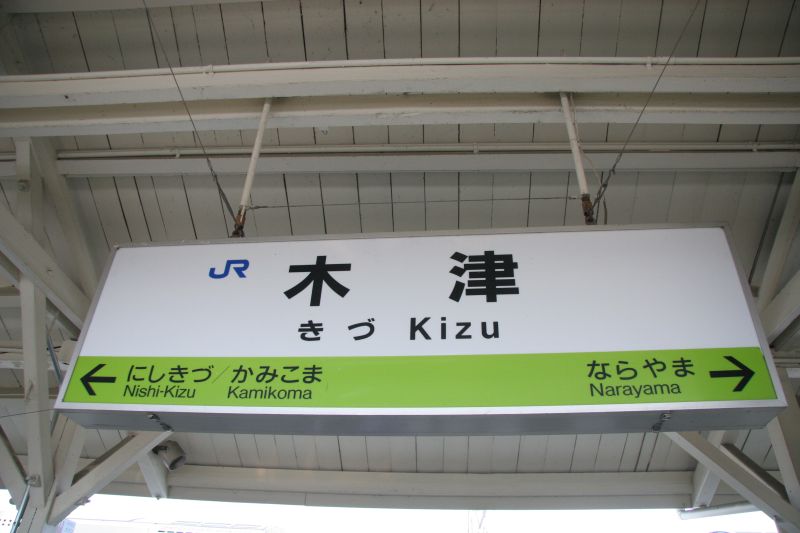 JR
木津
きづ Kizu
にしきづ/かみこま
Nishi-Kizu Kamikoma
ならやま
Narayama